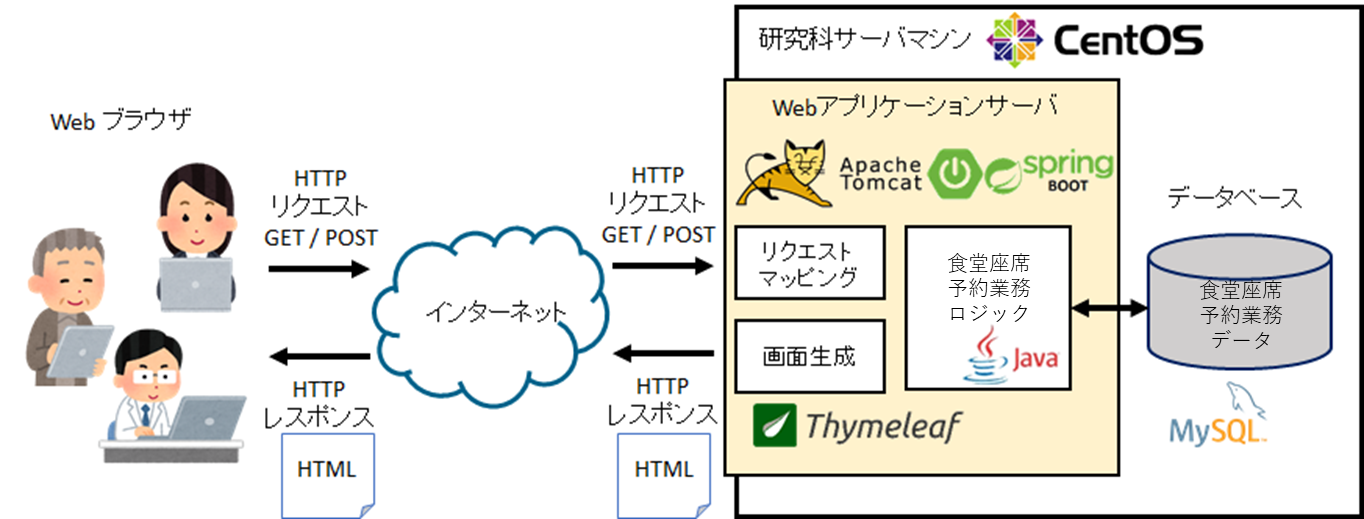 研究科サーバマシン
CentOS
Webアプリケーションサーバ
Apache
Tomcat
spring
BOOT
Web ブラウザ
HTTP
リクエスト
GET / POST
インターネット
HTTP
レスポンス
HTML
HTTP
リクエスト
GET / POST
HTTP
レスポンス
HTML
リクエスト
マッピング
画面生成
Thymeleaf
食堂座席
予約業務
ロジック
Java
データベース
食堂座席
予約業務
データ
MySQL